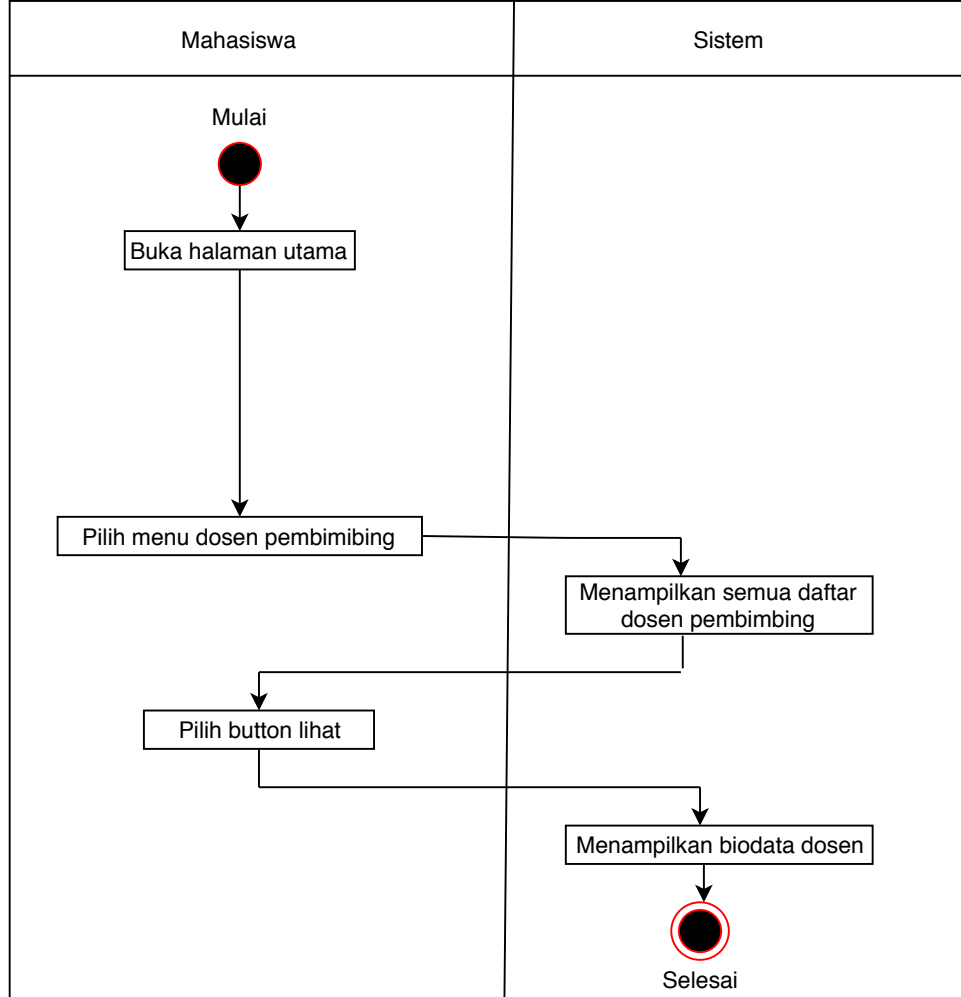 Mahasiswa
Sistem
Mulai
Buka halaman utama
Pilih menu dosen pembimibing
Menampilkan semua daftar
dosen pembimbing
Pilih button lihat
Menampilkan biodata dosen
Selesai